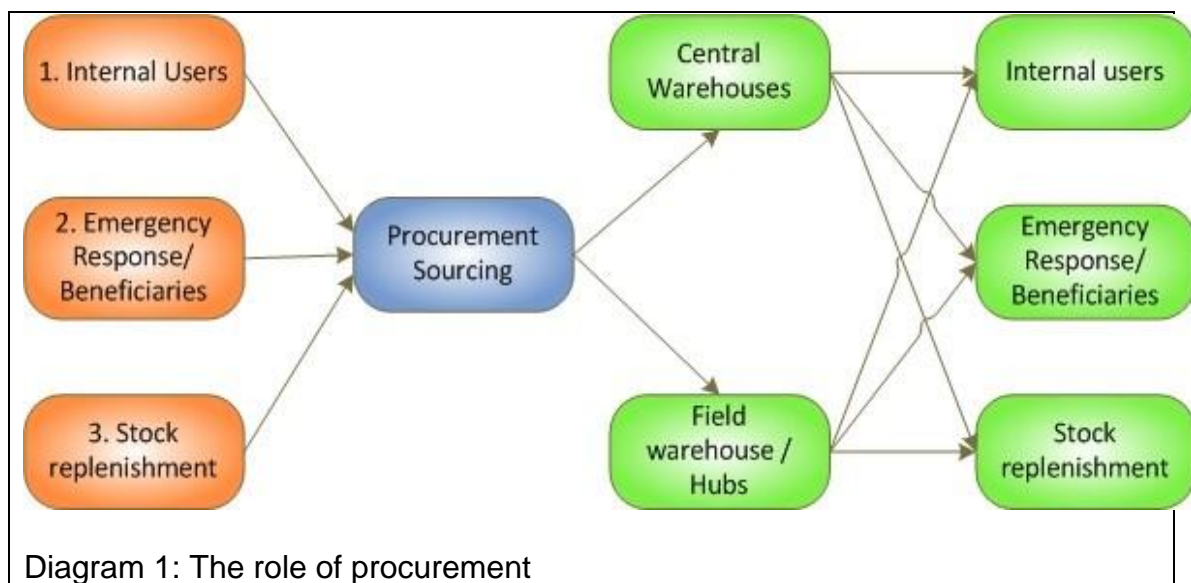 1. Internal Users
2. Emergency
Response/
Beneficiaries
3. Stock
replenishment
Procurement
Sourcing
Central
Warehouses
Field
warehouse /
Hubs
Internal users
Emergency
Response/
Beneficiaries
Stock
replenishment
Diagram 1: The role of procurement